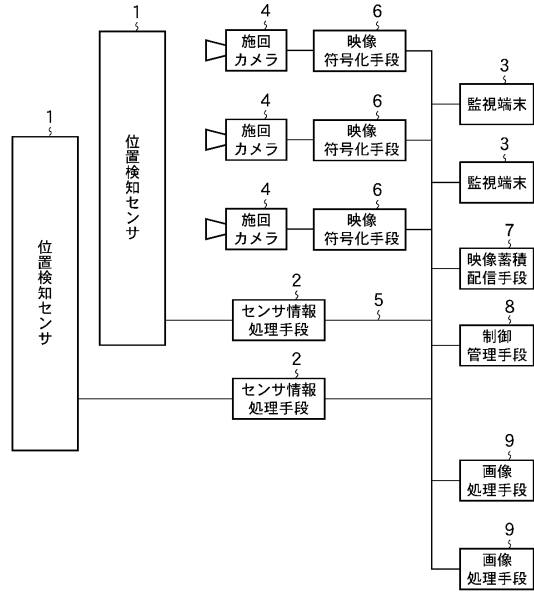 1
位置検知センサ
1
位置検知センサ
4
施回
カメラ
6
映像
符号化手段
4
施回
カメラ
6
映像
符号化手段
4
施回
カメラ
6
映像
符号化手段
2
センサ情報
処理手段
5
2
センサ情報
処理手段
3
監視端末
3
監視端末
7
映像蓄積
配信手段
8
制御
管理手段
9
画像
処理手段
9
画像
処理手段